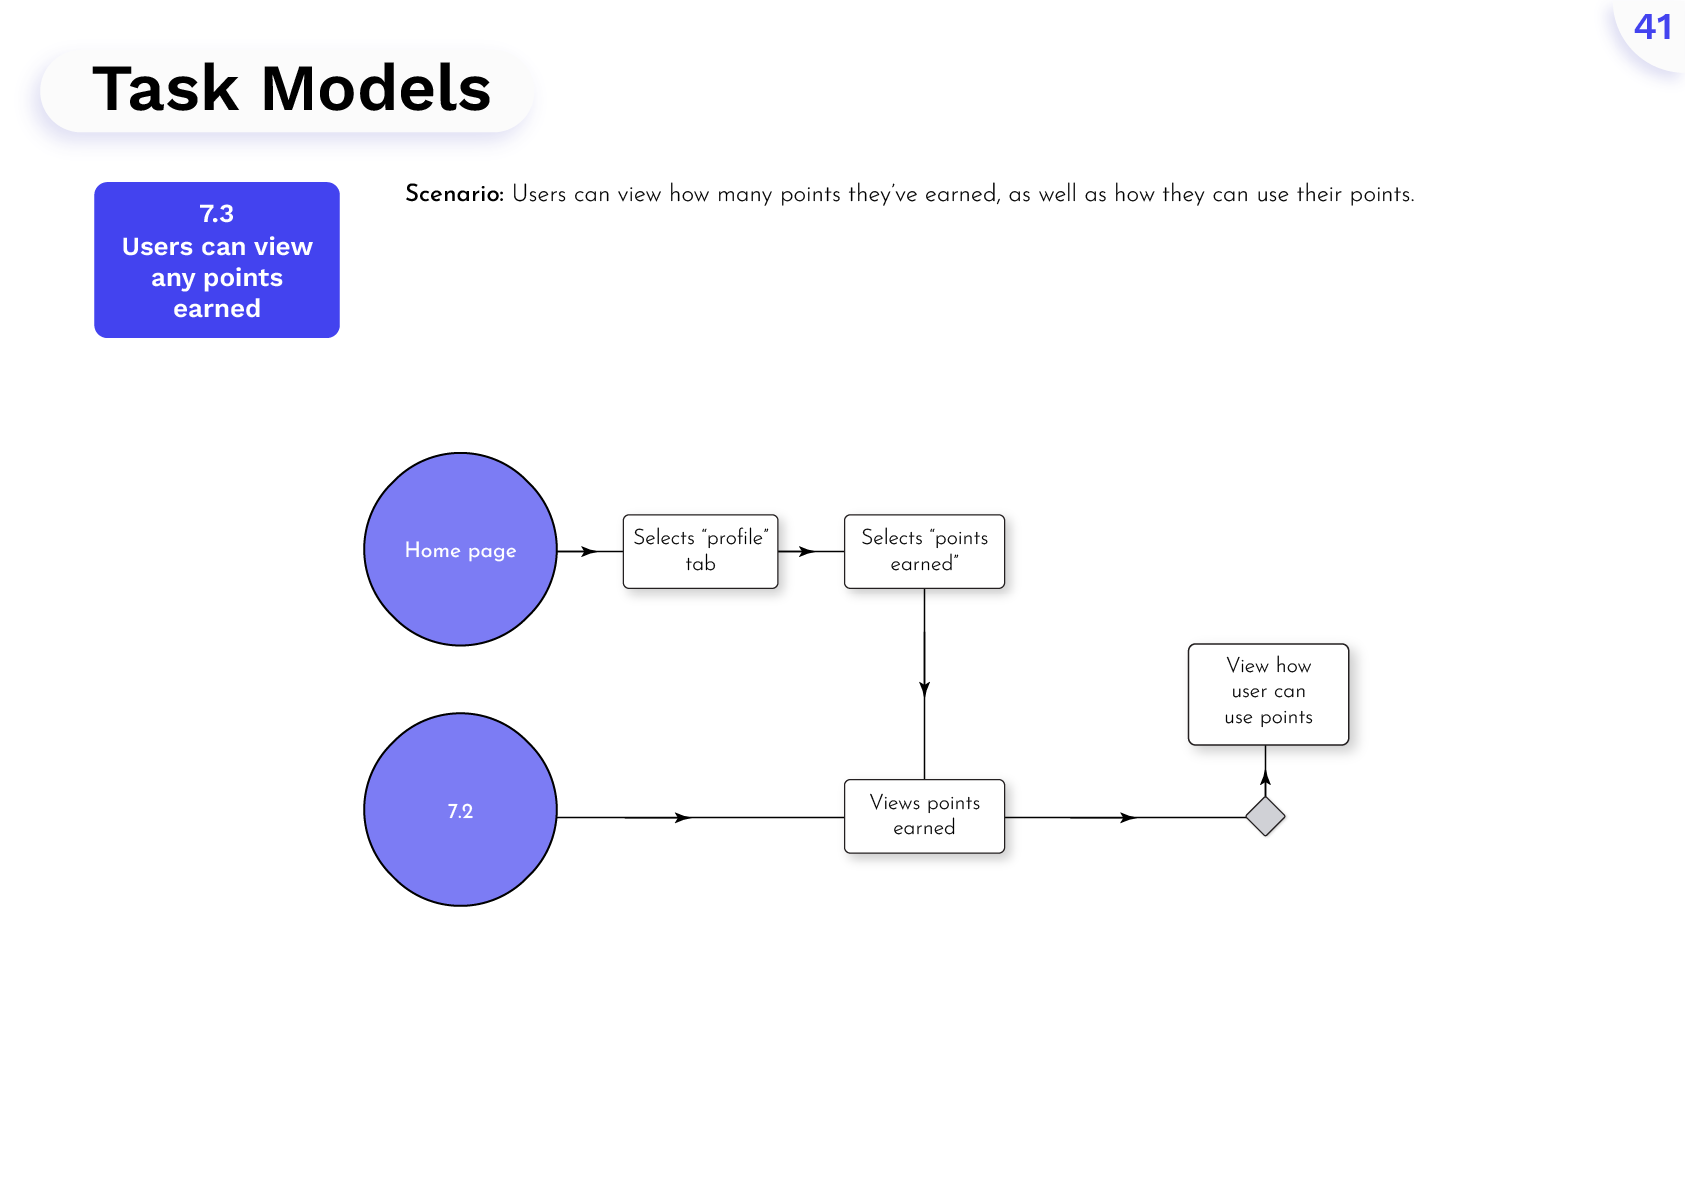 41
Task Models
7.3
Users can view
any points
earned
Scenario: Users can view how many points they’ve earned, as well as how they can use their points.
Home page
Selects “profile”
tab
Selects “points
earned”
View how
user can
use points
7.2
Views points
earned